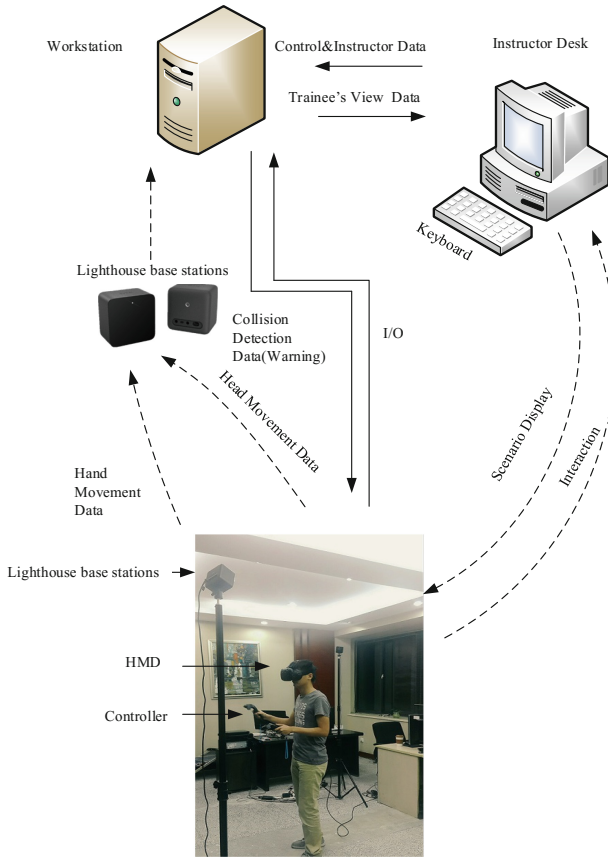 Workstation
Control&Instructor Data
Instructor Desk
Trainee's View Data
Keyboard
Lighthouse base stations
Collision
Detection
Data(Warning)
I/O
Head Movement Data
Scenario Display
Interaction
Hand
Movement
Data
Lighthouse base stations
HMD
Controller